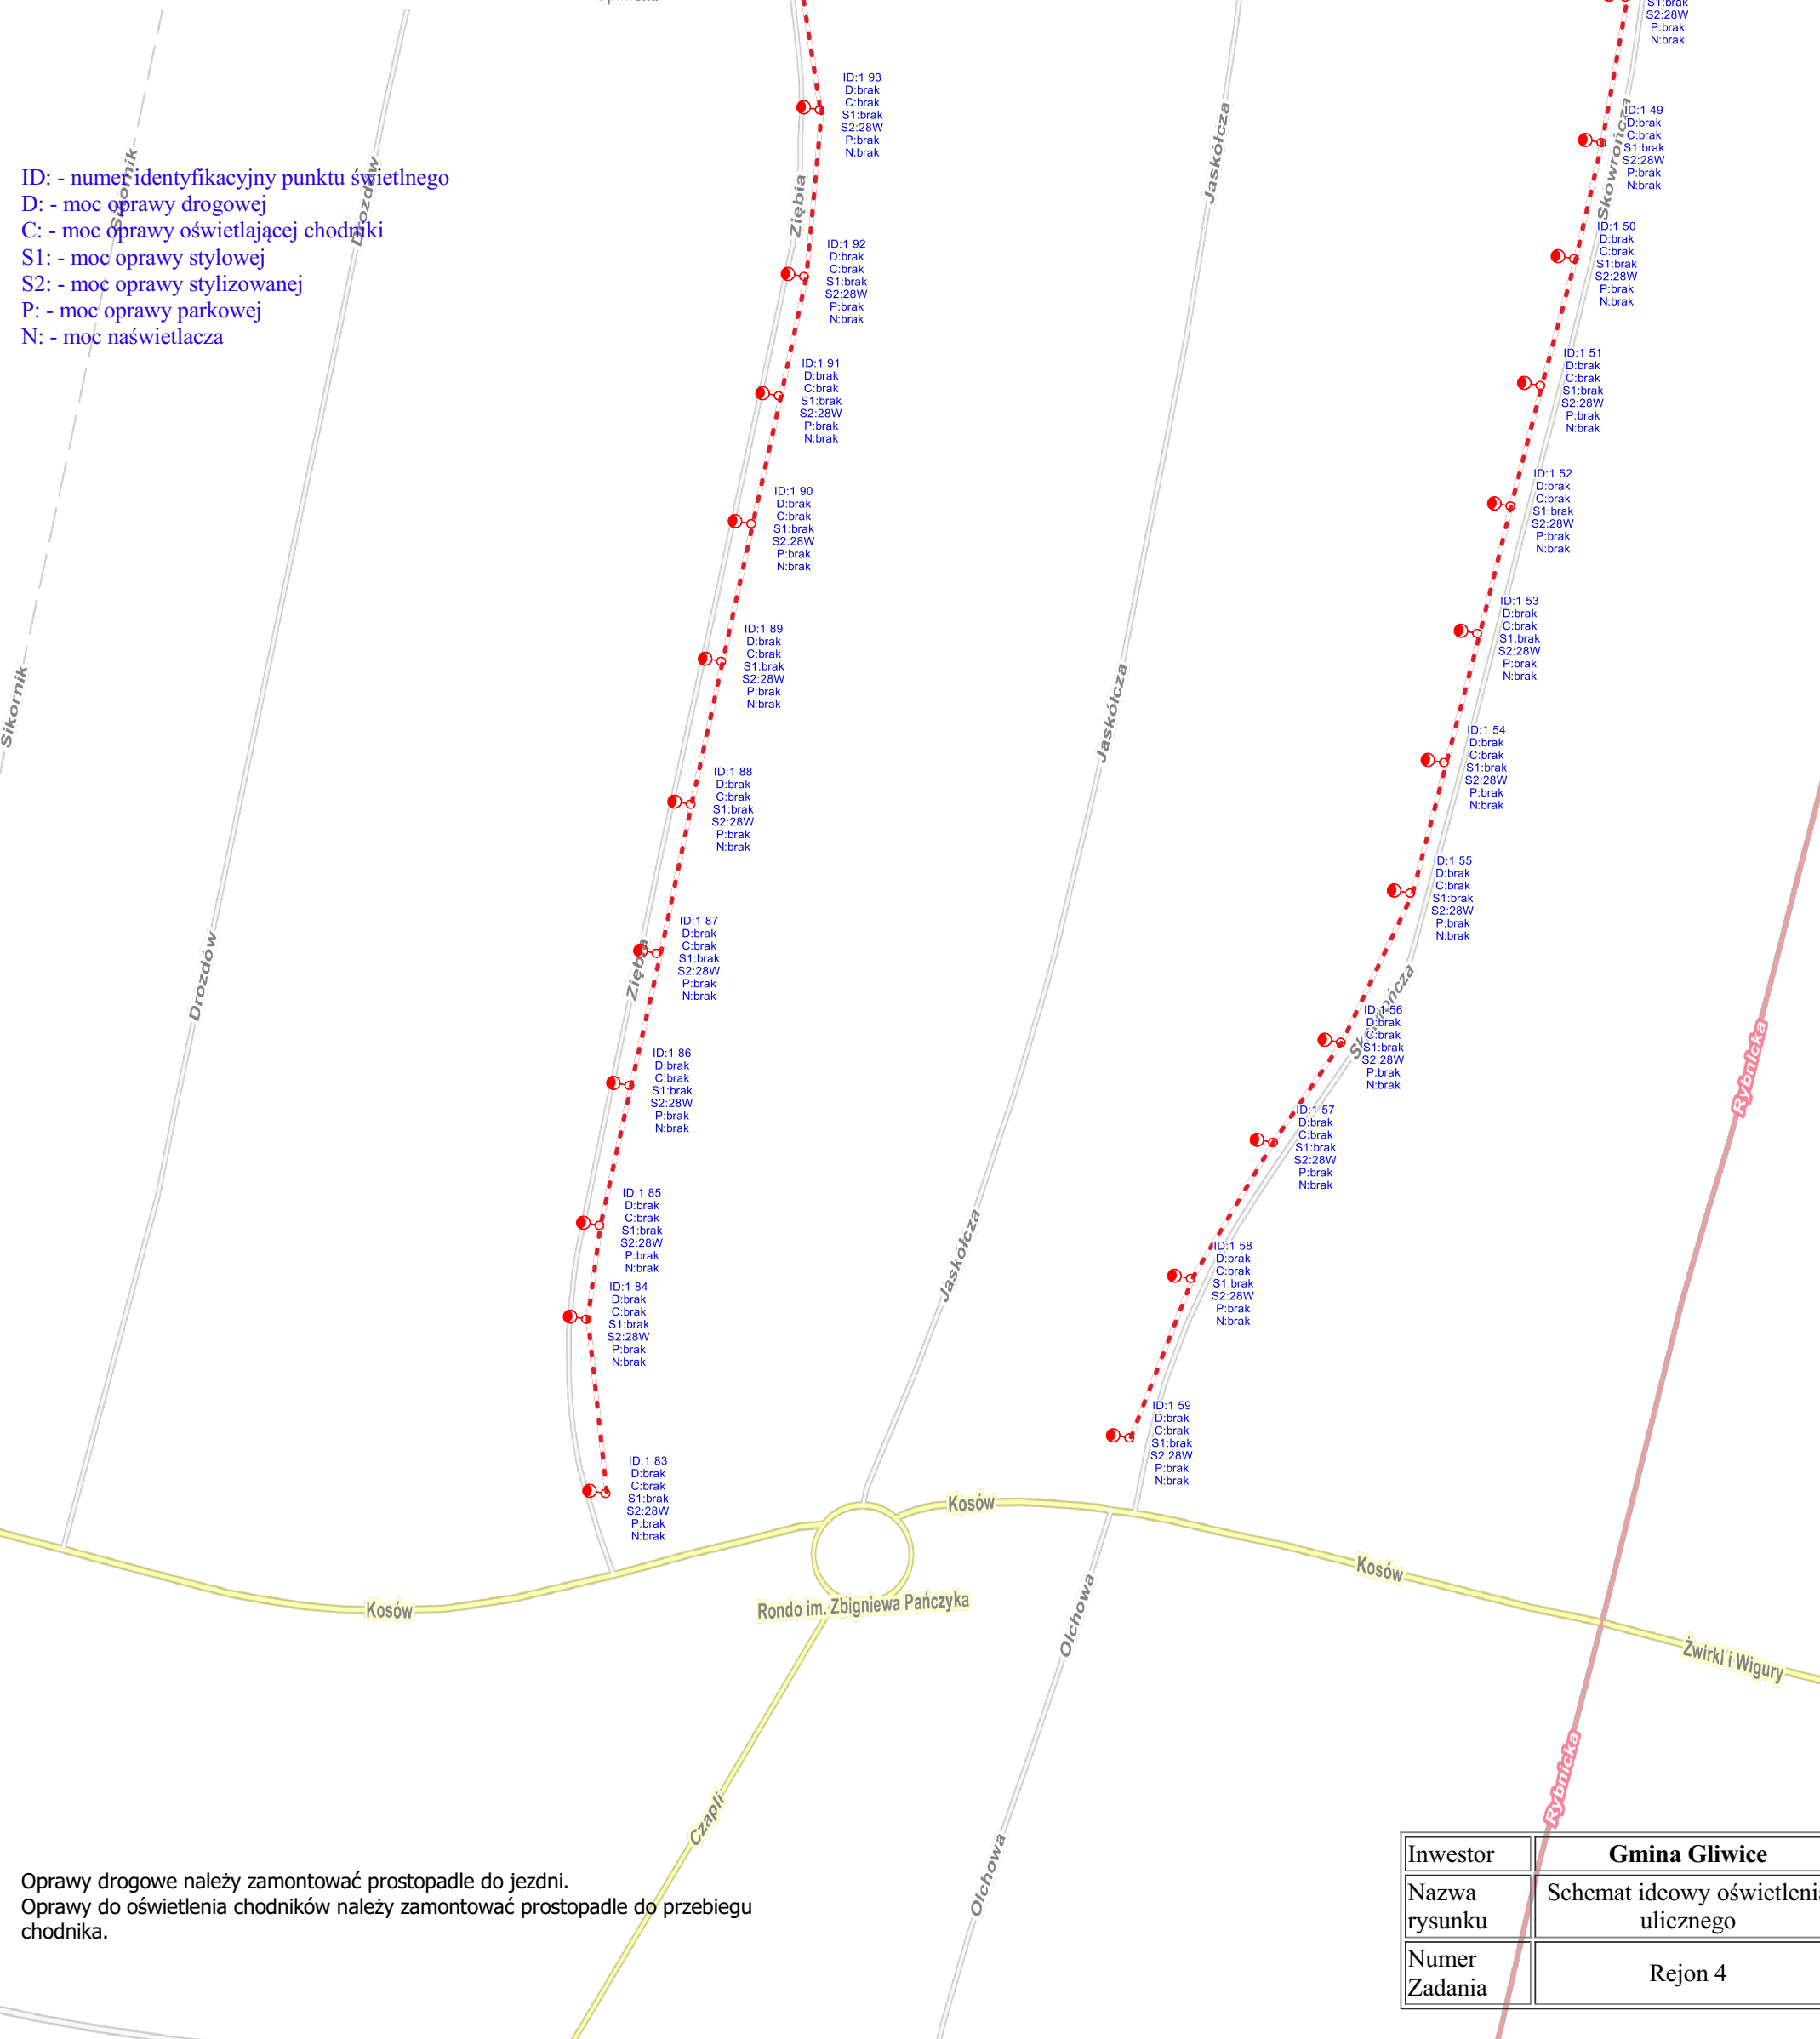 S1:brak
S2:28W
P:brak
N:brak
ID:1 93
D:brak
C:brak
S1:brak
S2:28W
P:brak
N:brak
ID:1 49
D:brak
C:brak
S1:brak
S2:28W
P:brak
N:brak
Skowrończa
Jaskółcza
Sikornik
Drozdów
Ziębia
ID: - numer identyfikacyjny punktu świetlnego
D: - moc oprawy drogowej
C: - moc oprawy oświetlającej chodniki
S1: - moc oprawy stylowej
S2: - moc oprawy stylizowanej
P: - moc oprawy parkowej
N: - moc naświetlacza
ID:1 50
D:brak
C:brak
S1:brak
S2:28W
P:brak
N:brak
ID:1 92
D:brak
C:brak
S1:brak
S2:28W
P:brak
N:brak
ID:1 51
D:brak
C:brak
S1:brak
S2:28W
P:brak
N:brak
ID:1 91
D:brak
C:brak
S1:brak
S2:28W
P:brak
N:brak
ID:1 52
D:brak
C:brak
S1:brak
S2:28W
P:brak
N:brak
ID:1 90
D:brak
C:brak
S1:brak
S2:28W
P:brak
N:brak
ID:1 53
D:brak
C:brak
S1:brak
S2:28W
P:brak
N:brak
ID:1 89
D:brak
C:brak
S1:brak
S2:28W
P:brak
N:brak
Sikornik
Jaskółcza
ID:1 54
D:brak
C:brak
S1:brak
S2:28W
P:brak
N:brak
ID:1 88
D:brak
C:brak
S1:brak
S2:28W
P:brak
N:brak
ID:1 55
D:brak
C:brak
S1:brak
S2:28W
P:brak
N:brak
ID:1 87
D:brak
C:brak
S1:brak
S2:28W
P:brak
N:brak
Drozdów
Ziębia
Skowrończa
ID:1 56
D:brak
C:brak
S1:brak
S2:28W
P:brak
N:brak
Rybnicka
ID:1 86
D:brak
C:brak
S1:brak
S2:28W
P:brak
N:brak
ID:1 57
D:brak
C:brak
S1:brak
S2:28W
P:brak
N:brak
ID:1 85
D:brak
C:brak
S1:brak
S2:28W
P:brak
N:brak
Jaskółcza
ID:1 58
D:brak
C:brak
S1:brak
S2:28W
P:brak
N:brak
ID:1 84
D:brak
C:brak
S1:brak
S2:28W
P:brak
N:brak
ID:1 59
D:brak
C:brak
S1:brak
S2:28W
P:brak
N:brak
ID:1 83
D:brak
C:brak
S1:brak
S2:28W
P:brak
N:brak
Kosów
Kosów
Kosów
Rondo im. Zbigniewa Pańczyka
Olchowa
Żwirki i Wigury
Rybnicka
Czapli
Olchowa
Oprawy drogowe należy zamontować prostopadle do jezdni.
Oprawy do oświetlenia chodników należy zamontować prostopadle do przebiegu
chodnika.
Inwestor
Gmina Gliwice
Nazwa
rysunku
Schemat ideowy oświetlenia
ulicznego
Numer
Zadania
Rejon 4